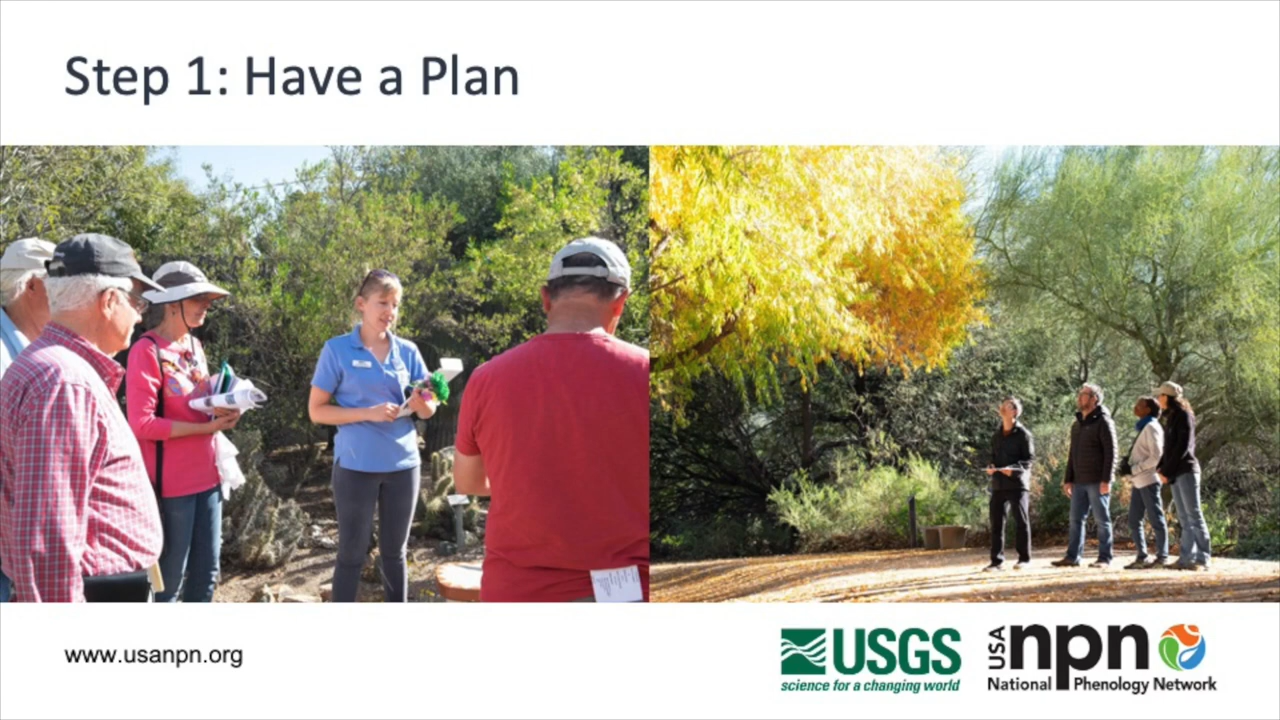 Step 1: Have a Plan
www.usanpn.org
USGS
science for a changing world
USA
npn
National Phenology Network